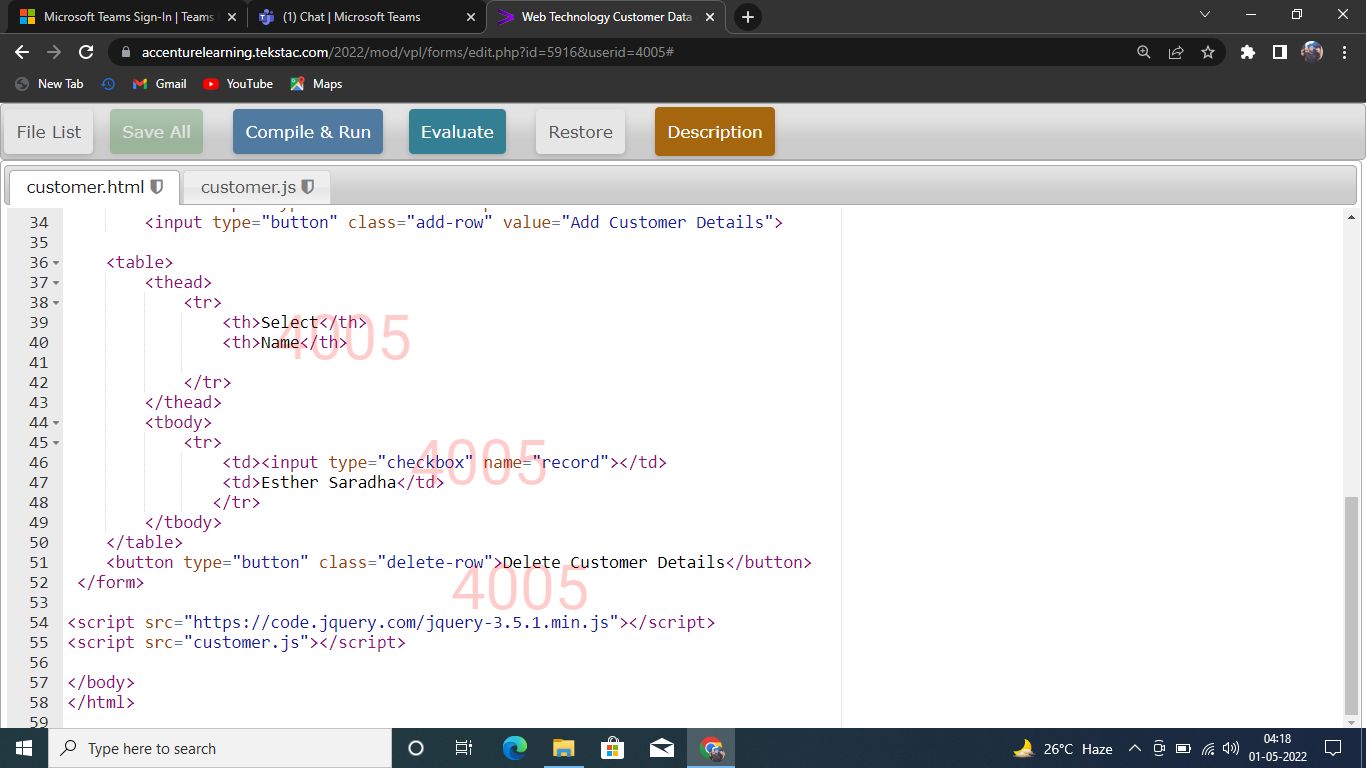 Microsoft Teams Sign-In | Teams
(1) Chat | Microsoft Teams
Web Technology Customer Data
accenturelearning.tekstac.com/2022/mod/vpl/forms/edit.php?id=5916&userid=4005#
New Tab Gmail YouTube Maps
File List Save All Compile & Run Evaluate Restore Description
customer.html customer.js
34 <input type="button" class="add-row" value="Add Customer Details">
35
36 <table>
37 <thead>
38 <tr>
39 <th>Select</th>
40 <th>Name</th>
4005
41
42 </tr>
43 </thead>
44 <tbody>
45 <tr>
46 <td><input type="checkbox" name="record"></td>
4005
47 <td>Esther Saradha</td>
48 </tr>
49 </tbody>
50 </table>
51 <button type="button" class="delete-row">Delete Customer Details</button>
52 </form>
4005
53
54 <script src="https://code.jquery.com/jquery-3.5.1.min.js"></script>
55 <script src="customer.js"></script>
56
57 </body>
58 </html>
59
Type here to search
26°C Haze
04:18
01-05-2022